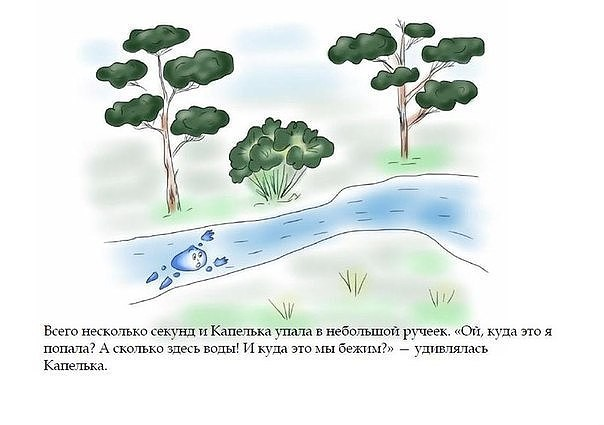 Всего несколько секунд и Капелька упала в небольшой ручеек. «Ой, куда это я
попала? А сколько здесь воды! И куда это мы бежим?» — удивлялась
Капелька.